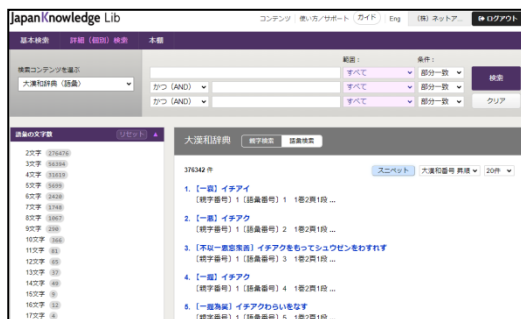 JapanKnowledge Lib
コンテンツ 使い方/サポート ガイド Eng (株) ネットア... ログアウト
基本検索 詳細(個別)検索 本棚
範囲: 条件:
検索コンテンツを選ぶ
すべて 部分一致 検索
大漢和辞典(語彙)
かつ (AND) すべて 部分一致
かつ (AND) すべて 部分一致 クリア
語彙の文字数 リセット
大漢和辞典 親字検索 語彙検索
2文字 276476
3文字 56394
4文字 31010
376342 件 スニペット 大漢和番号 昇順 20件
5文字 5699
6文字 2420
1. 【一哀】イチアイ
7文字 1748
〔親字番号〕1〔語彙番号〕1 1巻2頁1段 ...
8文字 1067
9文字 290
2. 【一悪】イチアク
10文字 366
〔親字番号〕1〔語彙番号〕2 1巻2頁1段 ...
11文字 81
12文字 65
3. 【不以一悪忘衆善】イチアクをもってシュウゼンをわすれず
13文字 37
〔親字番号〕1〔語彙番号〕3 1巻2頁1段 ...
14文字 40
15文字 9
4. 【一握】イチアク
16文字 12
〔親字番号〕1〔語彙番号〕4 1巻2頁1段 ...
17文字 4
5. 【一握為笑】イチアクわらいをなす
〔親字番号〕1〔語彙番号〕5 1巻2頁1段 ...